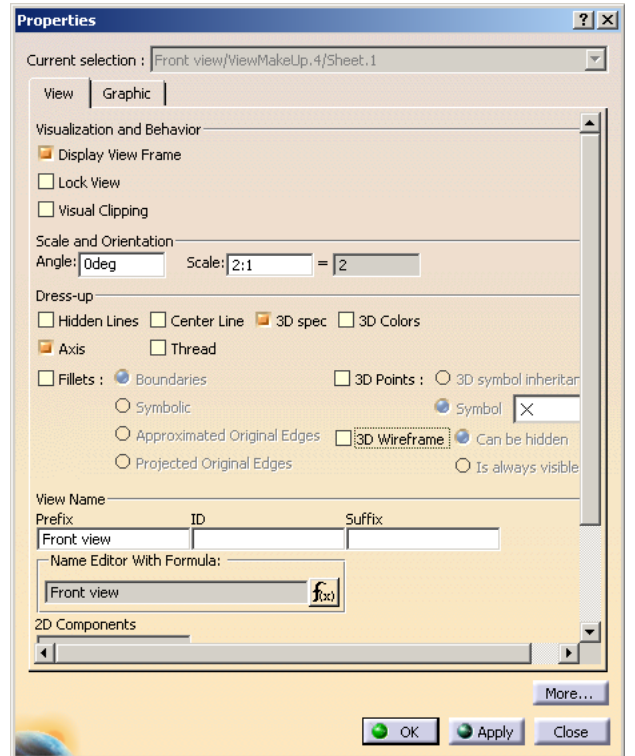 Properties
Current selection : Front view/ViewMakeUp.4/Sheet.1
View Graphic
Visualization and Behavior
Display View Frame
Lock View
Visual Clipping
Scale and Orientation
Angle: 0deg Scale: 2:1 = 2
Dress-up
Hidden Lines Center Line 3D spec 3D Colors
Axis Thread
Fillets : Boundaries 3D Points : 3D symbol inheritan
Symbolic Symbol
Approximated Original Edges 3D Wireframe Can be hidden
Projected Original Edges Is always visible
View Name
Prefix ID Suffix
Front view
Name Editor With Formula:
Front view f(x)
2D Components
More...
OK Apply Close